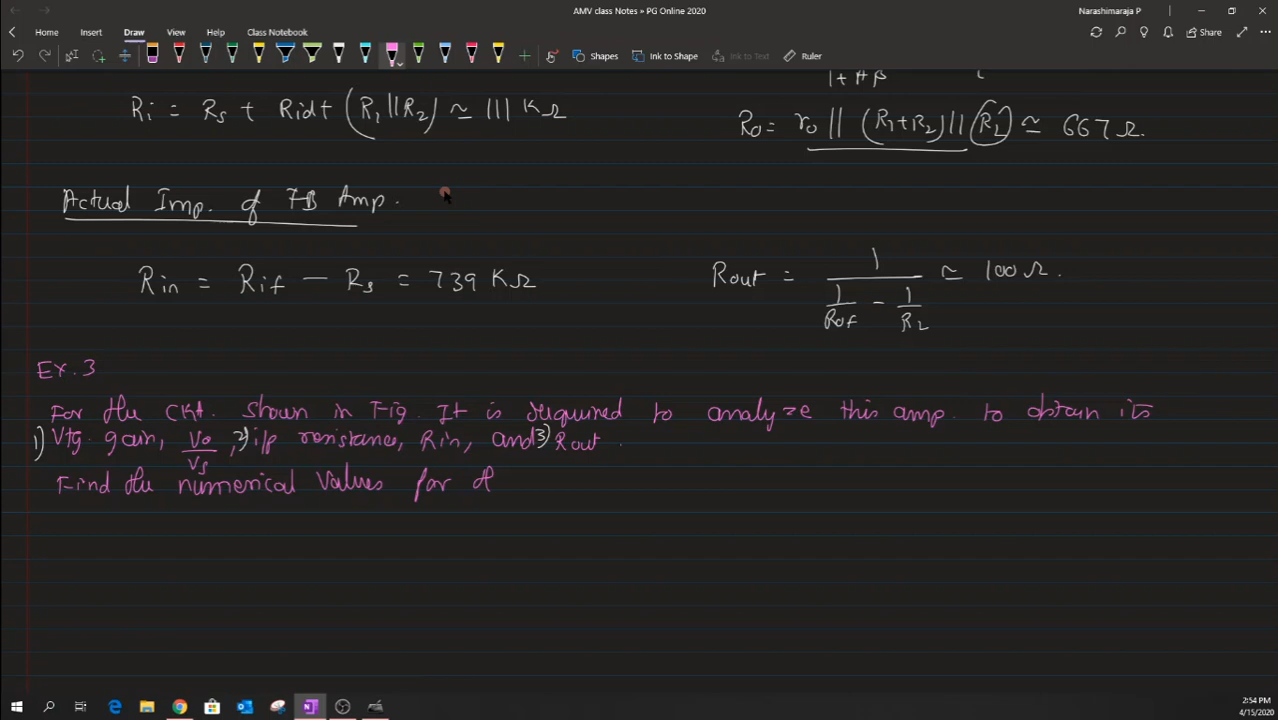 AMV class Notes » PG Online 2020
Narashimaraja P
Home Insert Draw View Help Class Notebook
Share
Shapes Ink to Shape Ink to Text Ruler
1+Aβ
Ri = Rs + Rid+ (R1||R2) ≃ 111 KΩ
Ro= ro || (R1+R2)||(RL) ≃ 667 Ω.
Actual Imp. of FB Amp.
Rin = Rif - Rs = 739 KΩ
Rout = 1 / (1/Rof - 1/R2) ≃ 100 Ω.
Ex. 3
For the CKt. Shown in Fig. It is required to analyze this amp. to obtain its
1) Vtg. gain, Vo/Vs, 2) i/p resistance, Rin, and 3) Rout.
Find the numerical Values for
2:54 PM
4/15/2020